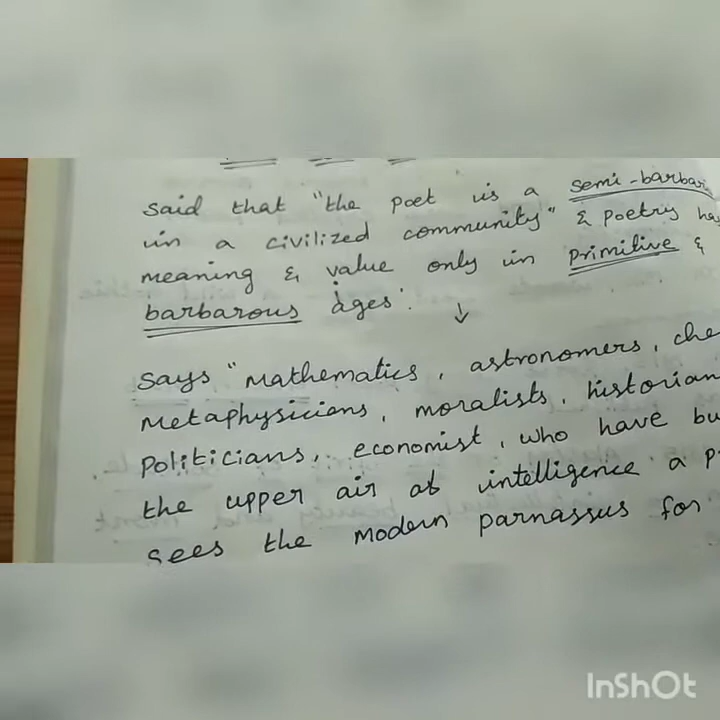 said that "the poet is a semi-barbar
in a civilized community" & poetry ha
meaning & value only in primitive &
barbarous ages'.
says "Mathematics, astronomers, che
metaphysicians, moralists, historian
politicians, economist, who have bu
the upper air of intelligence a p
sees the modern parnassus for
InShOt